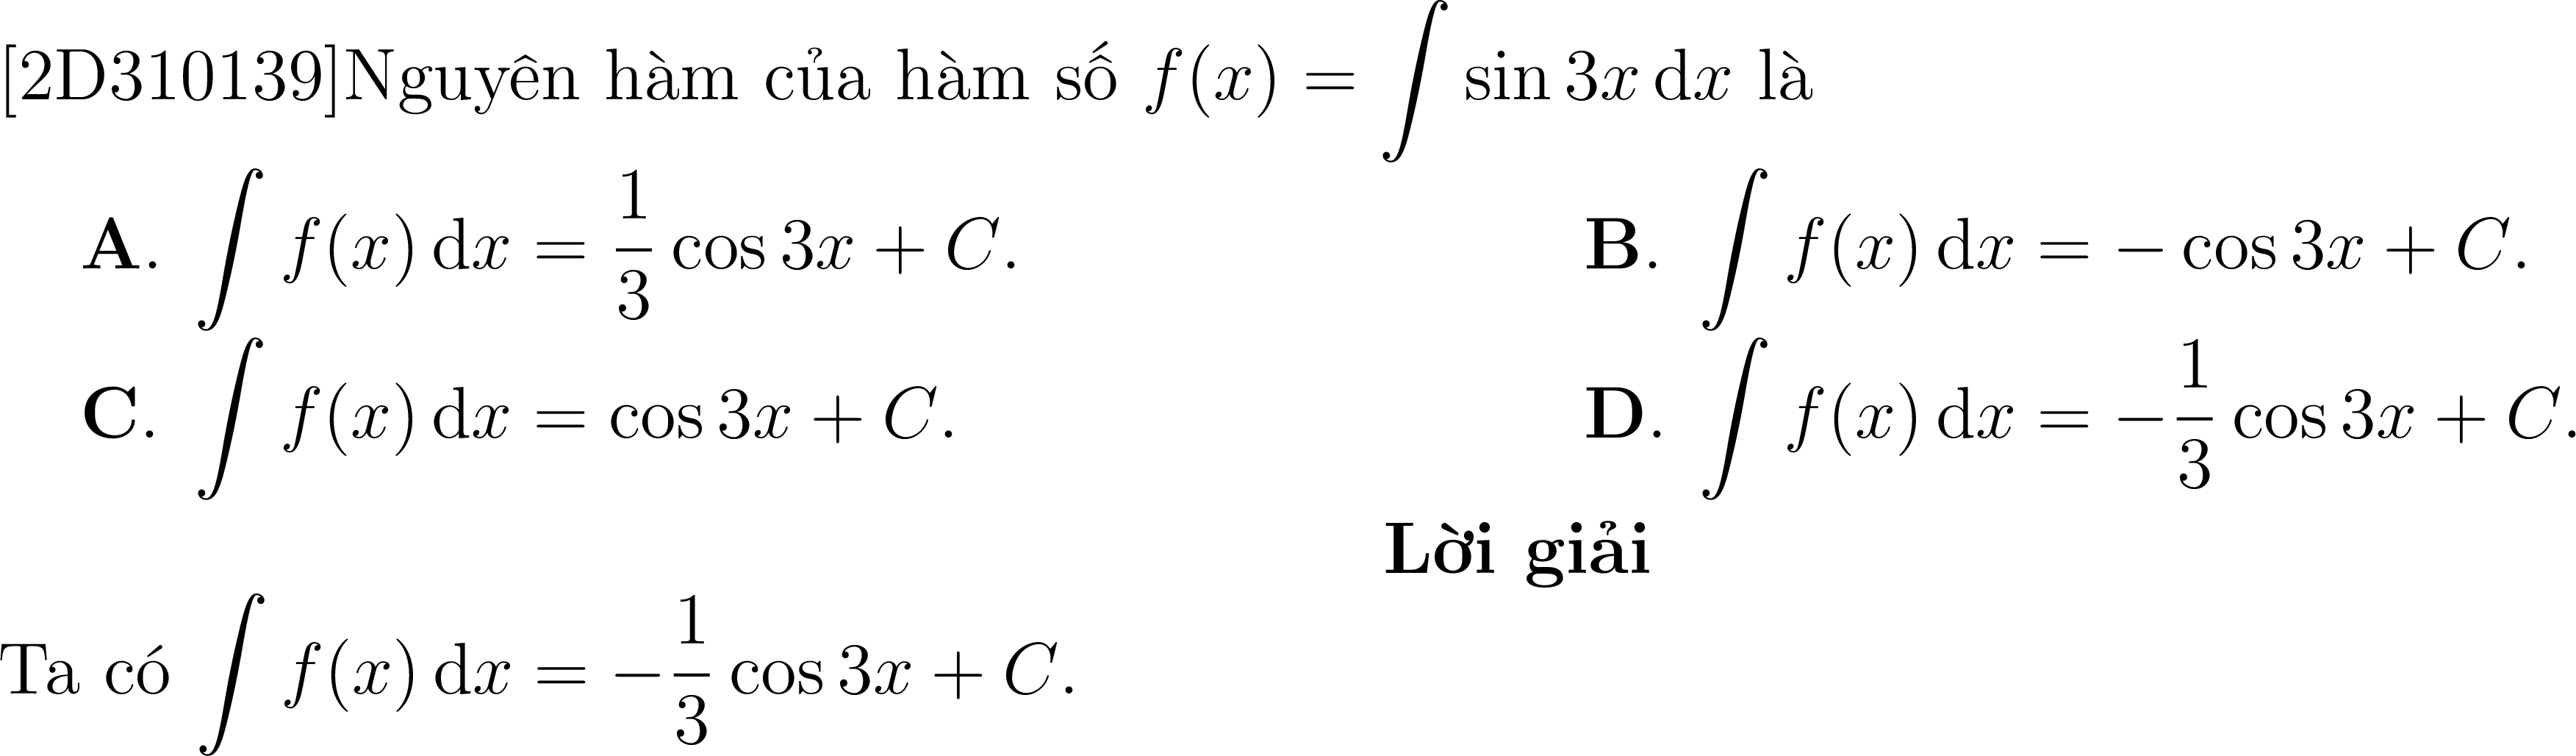 [2D310139]Nguyên hàm của hàm số $f(x) = \int \sin 3x \, \mathrm{d}x$ là
A. $\int f(x) \, \mathrm{d}x = \frac{1}{3} \cos 3x + C$. B. $\int f(x) \, \mathrm{d}x = -\cos 3x + C$.
C. $\int f(x) \, \mathrm{d}x = \cos 3x + C$. D. $\int f(x) \, \mathrm{d}x = -\frac{1}{3} \cos 3x + C$.
Lời giải
Ta có $\int f(x) \, \mathrm{d}x = -\frac{1}{3} \cos 3x + C$.